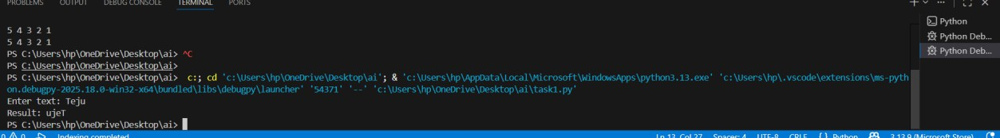 PROBLEMS OUTPUT DEBUG CONSOLE TERMINAL PORTS
5 4 3 2 1
5 4 3 2 1
PS C:\Users\hp\OneDrive\Desktop\ai> ^C
PS C:\Users\hp\OneDrive\Desktop\ai>
PS C:\Users\hp\OneDrive\Desktop\ai>  c:; cd 'c:\Users\hp\OneDrive\Desktop\ai'; & 'c:\Users\hp\AppData\Local\Microsoft\WindowsApps\python3.13.exe' 'c:\Users\hp\.vscode\extensions\ms-pyth
on.debugpy-2025.18.0-win32-x64\bundled\libs\debugpy\launcher' '54371' '--' 'c:\Users\hp\OneDrive\Desktop\ai\task1.py'
Enter text: Teju
Result: ujeT
PS C:\Users\hp\OneDrive\Desktop\ai>
Python
Python Deb...
Python Deb...
0 0 Indexing completed. Ln 13, Col 27 Spaces: 4 UTF-8 CRLF { } Python 3.13.9 (Microsoft Store)